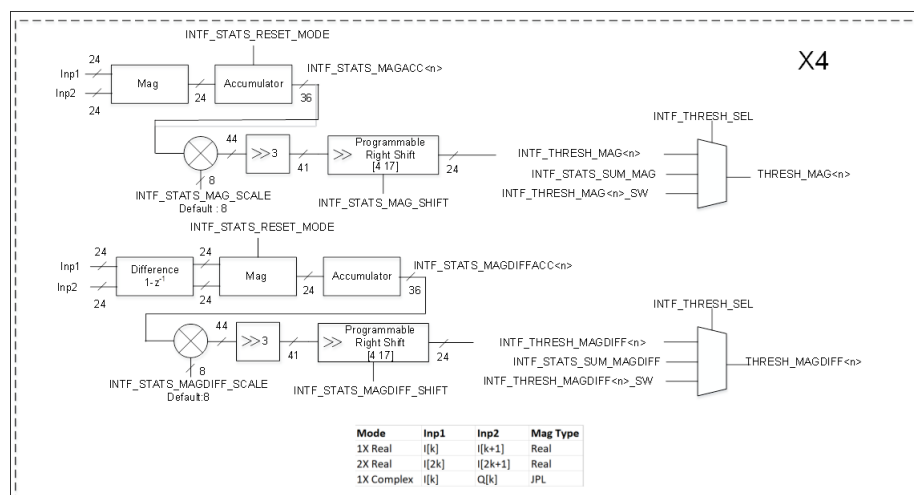 INTF_STATS_RESET_MODE
X4
24
Inp1
Inp2
24
Mag
24
Accumulator
INTF_STATS_MAGACC<n>
36
44
>>3
41
>> Programmable
Right Shift
[4 17]
24
8
INTF_STATS_MAG_SCALE
Default : 8
INTF_STATS_MAG_SHIFT
INTF_THRESH_SEL
INTF_THRESH_MAG<n>
INTF_STATS_SUM_MAG
INTF_THRESH_MAG<n>_SW
THRESH_MAG<n>
INTF_STATS_RESET_MODE
24
Inp1
Inp2
24
Difference
1-z⁻¹
24
24
Mag
24
Accumulator
INTF_STATS_MAGDIFFACC<n>
36
44
>>3
41
>> Programmable
Right Shift
[4 17]
24
8
INTF_STATS_MAGDIFF_SCALE
Default:8
INTF_STATS_MAGDIFF_SHIFT
INTF_THRESH_SEL
INTF_THRESH_MAGDIFF<n>
INTF_STATS_SUM_MAGDIFF
INTF_THRESH_MAGDIFF<n>_SW
THRESH_MAGDIFF<n>
Mode Inp1 Inp2 Mag Type
1X Real I[k] I[k+1] Real
2X Real I[2k] I[2k+1] Real
1X Complex I[k] Q[k] JPL